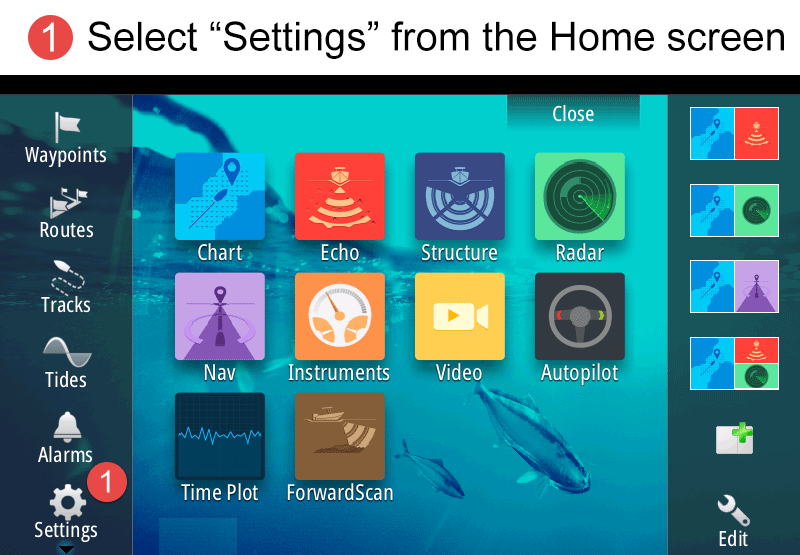 1 Select “Settings” from the Home screen
Close
Waypoints
Routes
Tracks
Tides
Alarms
1
Settings
Chart
Echo
Structure
Radar
Nav
Instruments
Video
Autopilot
Time Plot
ForwardScan
Edit